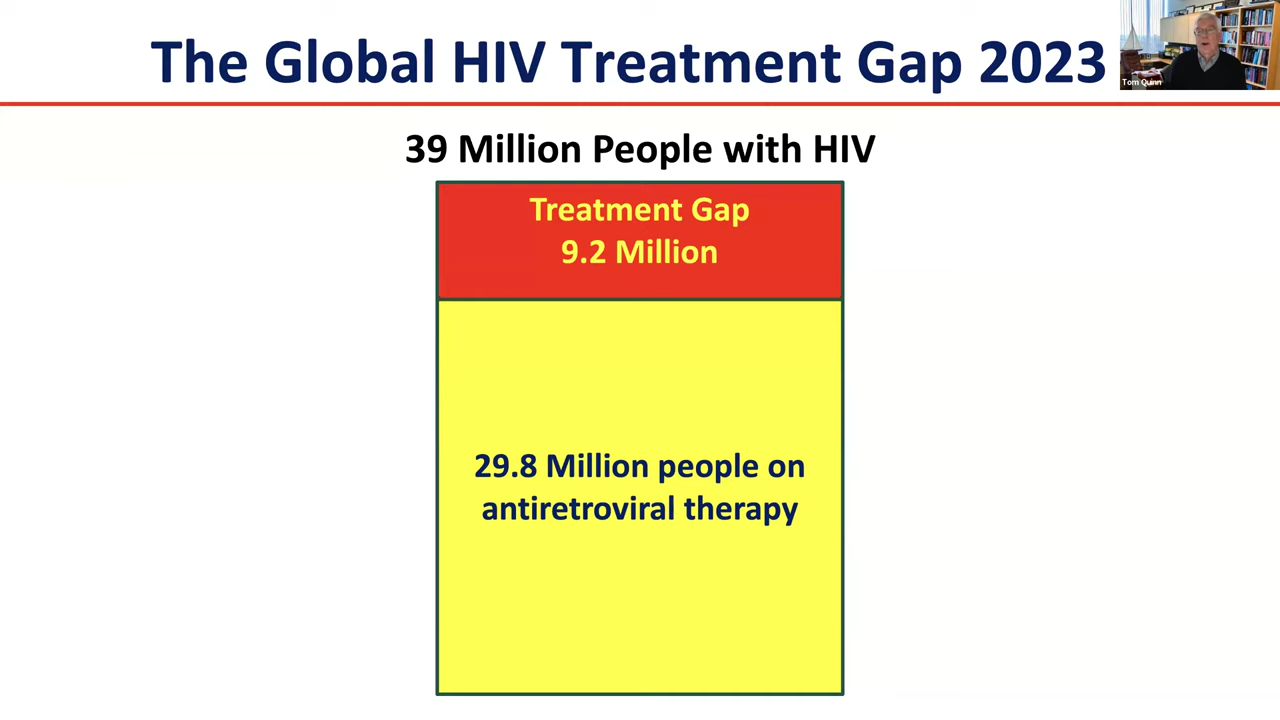 The Global HIV Treatment Gap 2023
Tom Quinn
39 Million People with HIV
Treatment Gap
9.2 Million
29.8 Million people on
antiretroviral therapy